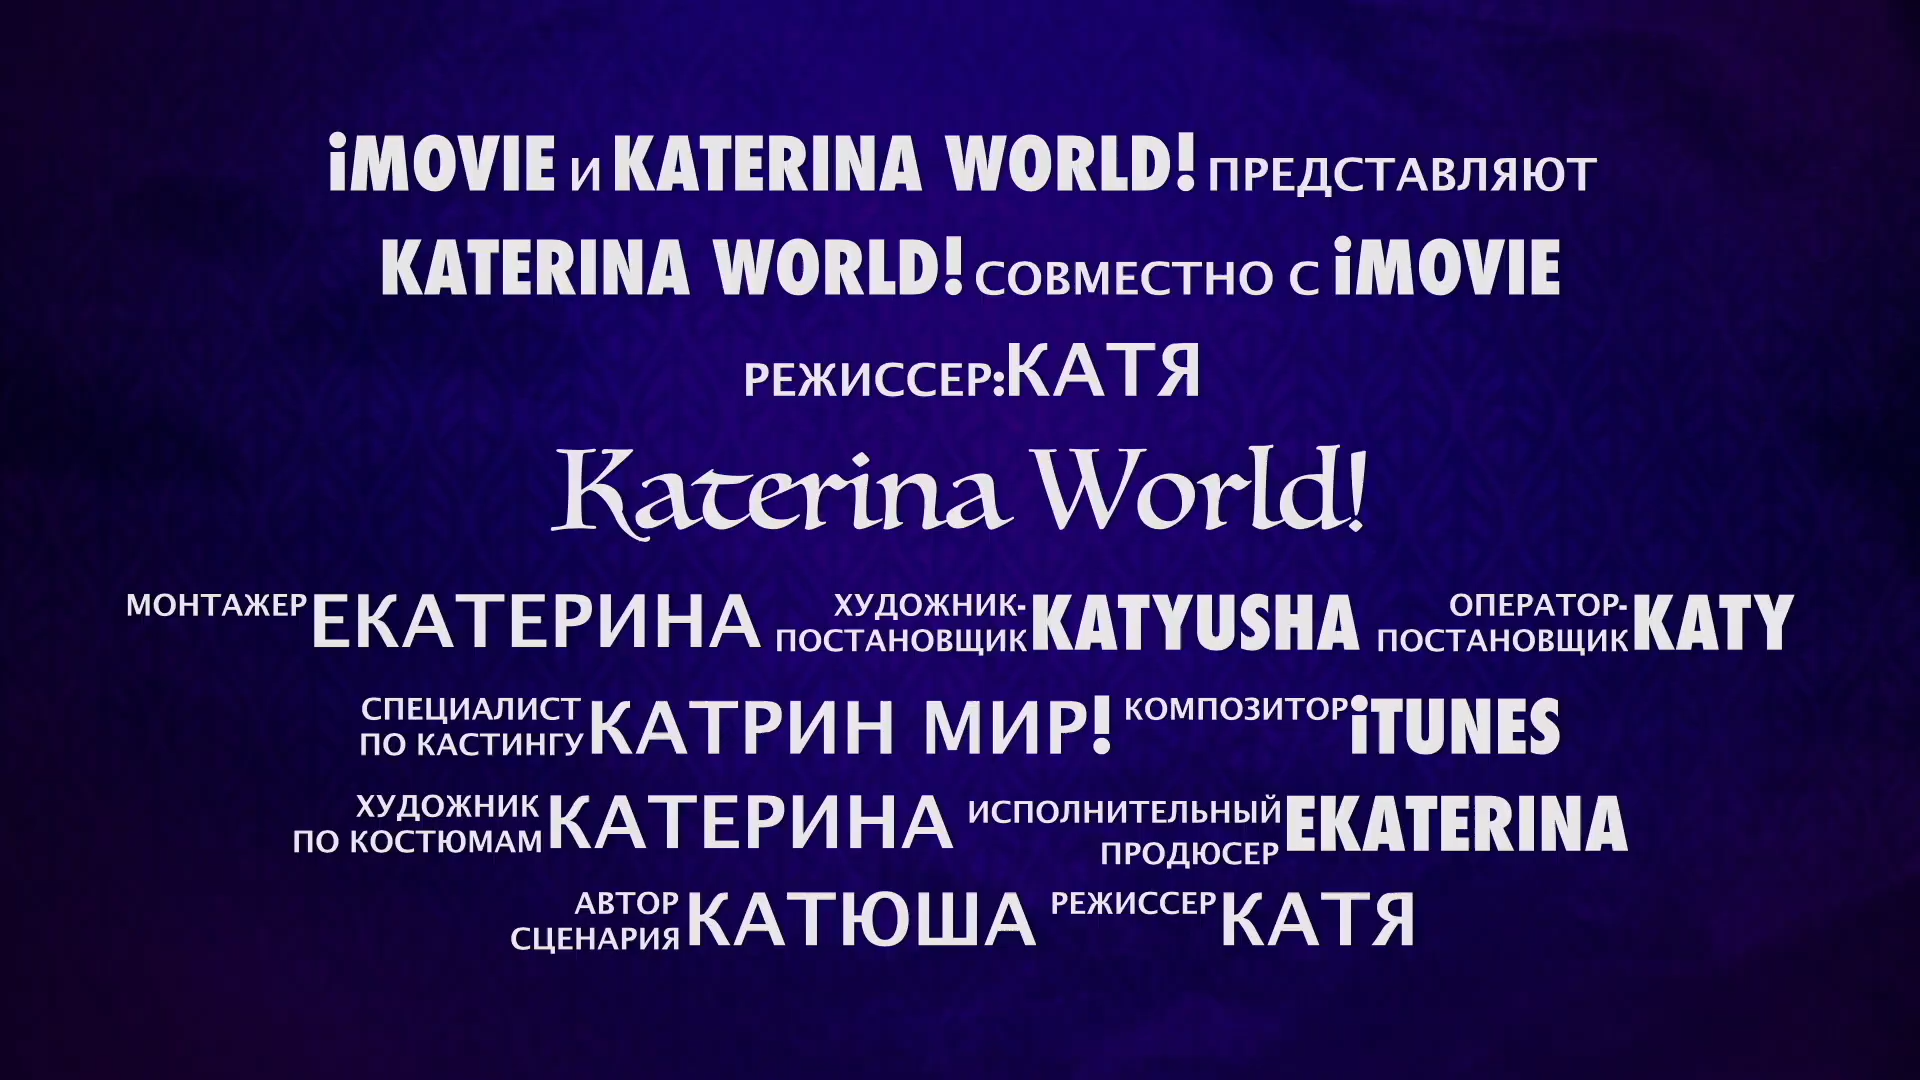 iMOVIE И KATERINA WORLD! ПРЕДСТАВЛЯЮТ
KATERINA WORLD! СОВМЕСТНО С iMOVIE
РЕЖИССЕР:КАТЯ
Katerina World!
МОНТАЖЕР ЕКАТЕРИНА ХУДОЖНИК-ПОСТАНОВЩИК KATYUSHA ОПЕРАТОР-ПОСТАНОВЩИК KATY
СПЕЦИАЛИСТ ПО КАСТИНГУ КАТРИН МИР! КОМПОЗИТОР iTUNES
ХУДОЖНИК ПО КОСТЮМАМ КАТЕРИНА ИСПОЛНИТЕЛЬНЫЙ ПРОДЮСЕР EKATERINA
АВТОР СЦЕНАРИЯ КАТЮША РЕЖИССЕР КАТЯ